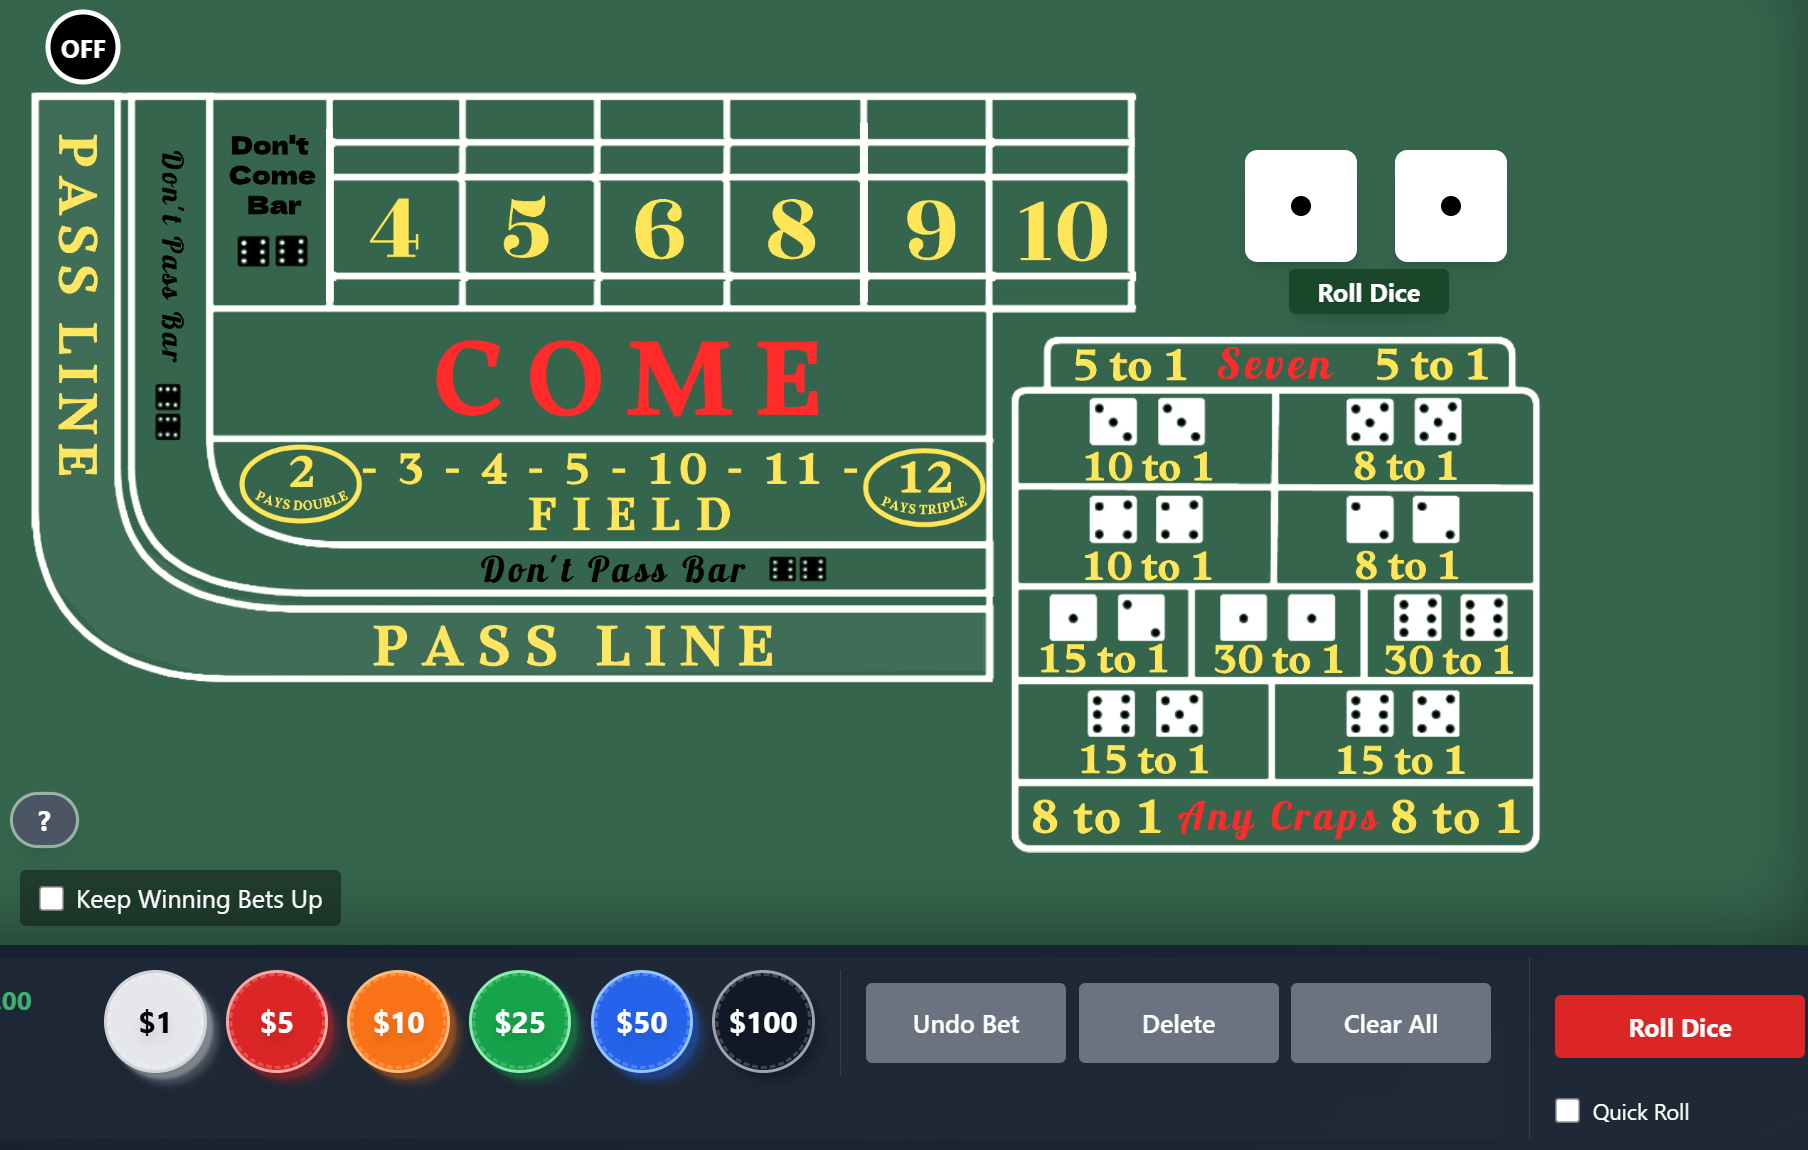 OFF
PASS LINE
Don't Pass Bar
Don't
Come
Bar
4 5 6 8 9 10
COME
2 - 3 - 4 - 5 - 10 - 11 - 12
PAYS DOUBLE
PAYS TRIPLE
FIELD
Don't Pass Bar
PASS LINE
Roll Dice
5 to 1 Seven 5 to 1
10 to 1 8 to 1
10 to 1 8 to 1
15 to 1 30 to 1 30 to 1
15 to 1 15 to 1
8 to 1 Any Craps 8 to 1
?
Keep Winning Bets Up
.00
$1 $5 $10 $25 $50 $100
Undo Bet Delete Clear All
Roll Dice
Quick Roll